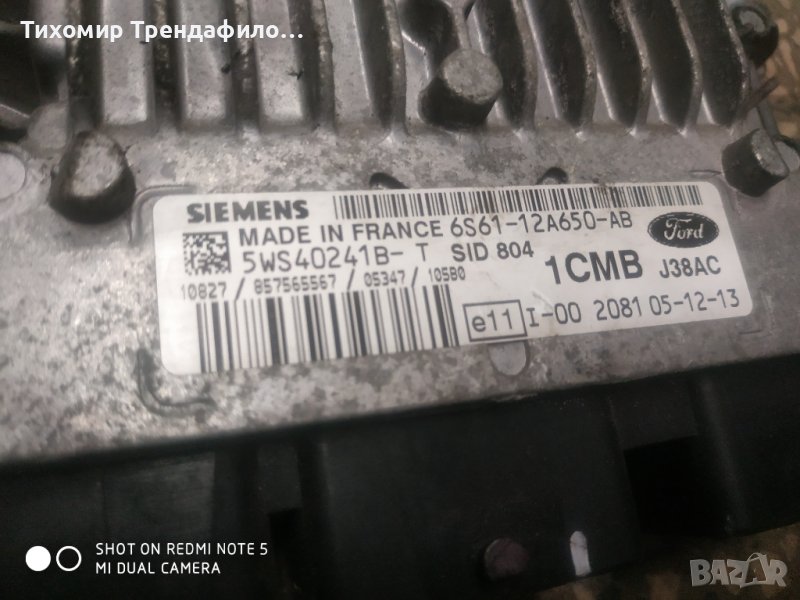 Тихомир Трендафило...
SIEMENS
MADE IN FRANCE 6S61-12A650-AB
5WS40241B-T SID 804
Ford
10827 / 857565567 / 05347 / 10580
1CMB J38AC
e11 I-00 2081 05-12-13
SHOT ON REDMI NOTE 5
MI DUAL CAMERA
BAZAR